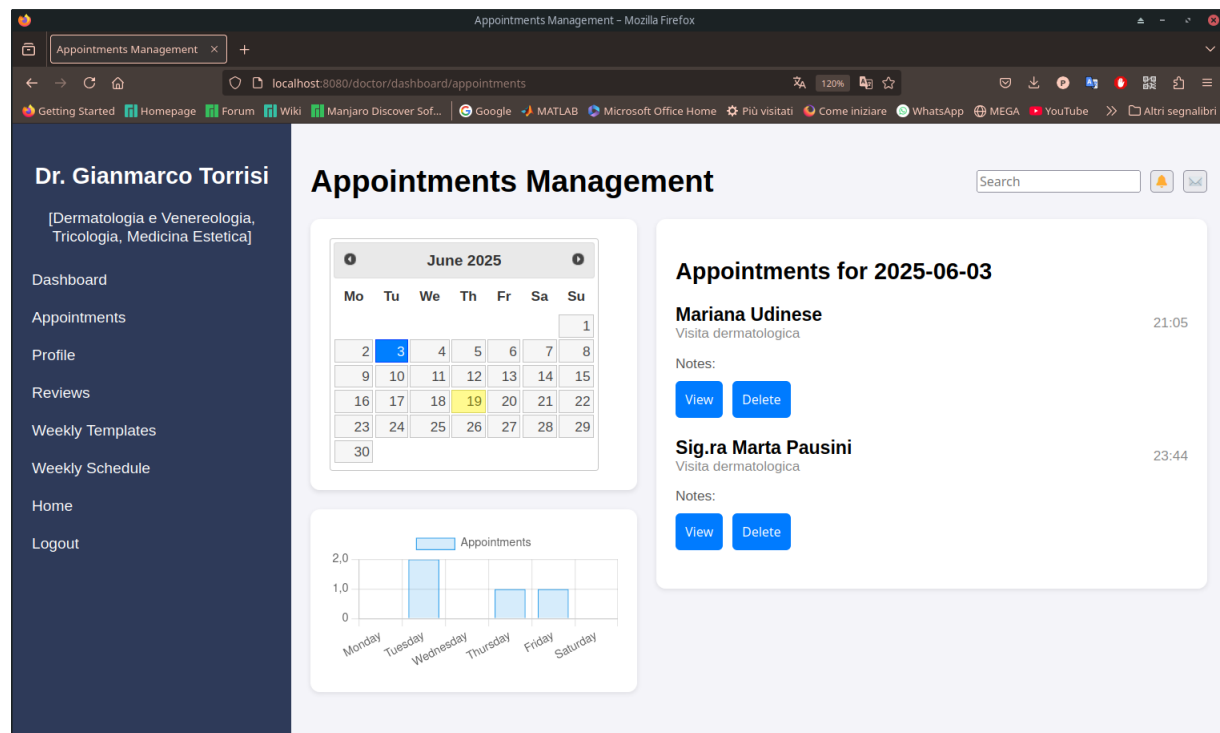 Appointments Management – Mozilla Firefox
Appointments Management
localhost:8080/doctor/dashboard/appointments
120%
Getting Started Homepage Forum Wiki Manjaro Discover Sof... Google MATLAB Microsoft Office Home Più visitati Come iniziare WhatsApp MEGA YouTube Altri segnalibri
Dr. Gianmarco Torrisi
[Dermatologia e Venereologia,
Tricologia, Medicina Estetica]
Dashboard
Appointments
Profile
Reviews
Weekly Templates
Weekly Schedule
Home
Logout
Appointments Management
Search
June 2025
Mo Tu We Th Fr Sa Su
1
2 3 4 5 6 7 8
9 10 11 12 13 14 15
16 17 18 19 20 21 22
23 24 25 26 27 28 29
30
Appointments
2,0
1,0
0
Monday Tuesday Wednesday Thursday Friday Saturday
Appointments for 2025-06-03
Mariana Udinese
Visita dermatologica
21:05
Notes:
View Delete
Sig.ra Marta Pausini
Visita dermatologica
23:44
Notes:
View Delete